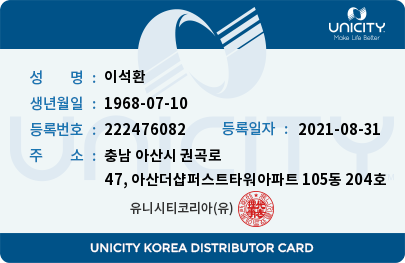 UNICITY
Make Life Better
성 명 : 이석환
생년월일 : 1968-07-10
등록번호 : 222476082 등록일자 : 2021-08-31
주 소 : 충남 아산시 권곡로
47, 아산더샵퍼스트타워아파트 105동 204호
유니시티코리아(유)
UNICITY KOREA DISTRIBUTOR CARD